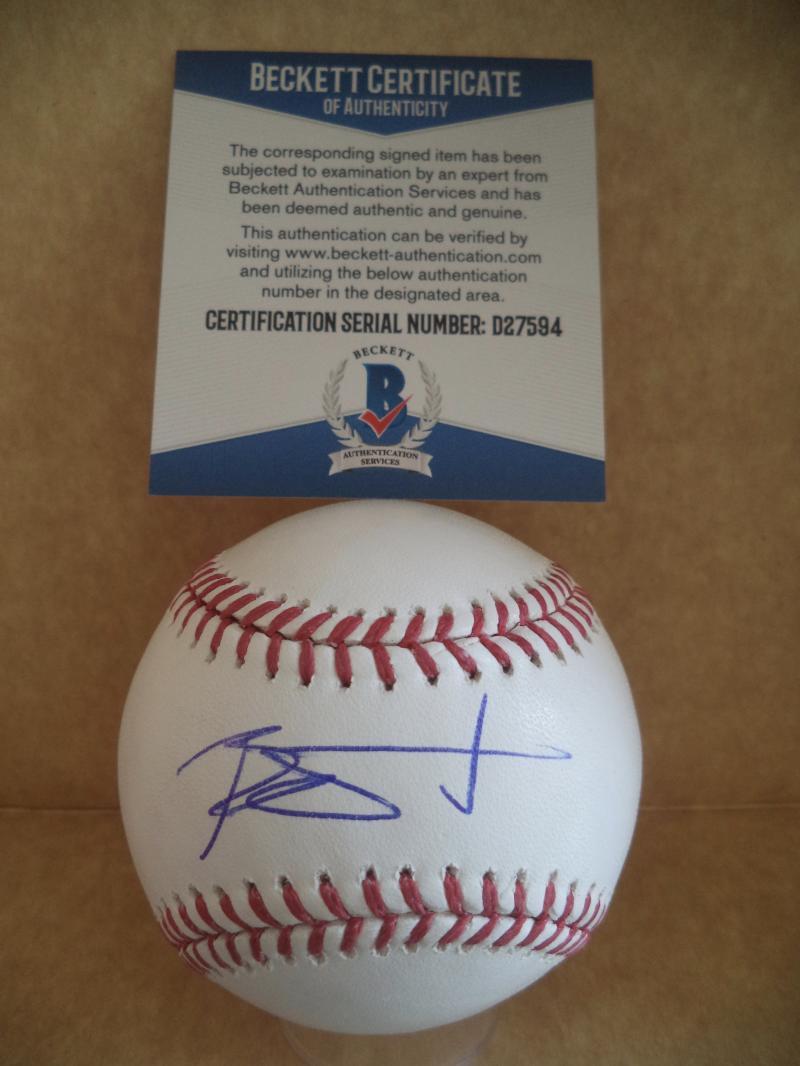 BECKETT CERTIFICATE
OF AUTHENTICITY
The corresponding signed item has been
subjected to examination by an expert from
Beckett Authentication Services and has
been deemed authentic and genuine.
This authentication can be verified by
visiting www.beckett-authentication.com
and utilizing the below authentication
number in the designated area.
CERTIFICATION SERIAL NUMBER: D27594
BECKETT
B
AUTHENTICATION
SERVICES